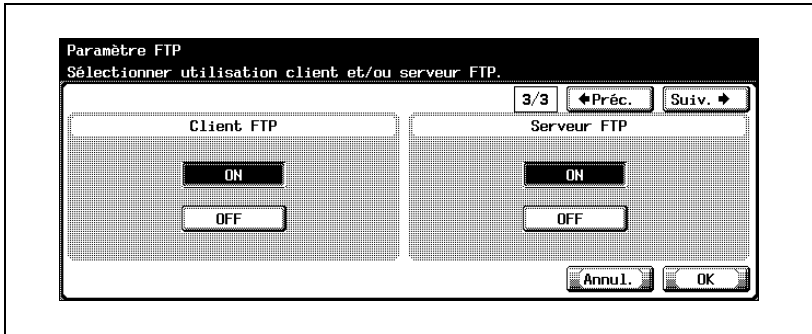 Paramètre FTP
Sélectionner utilisation client et/ou serveur FTP.
3/3 ←Préc. Suiv. →
Client FTP Serveur FTP
ON ON
OFF OFF
Annul. OK